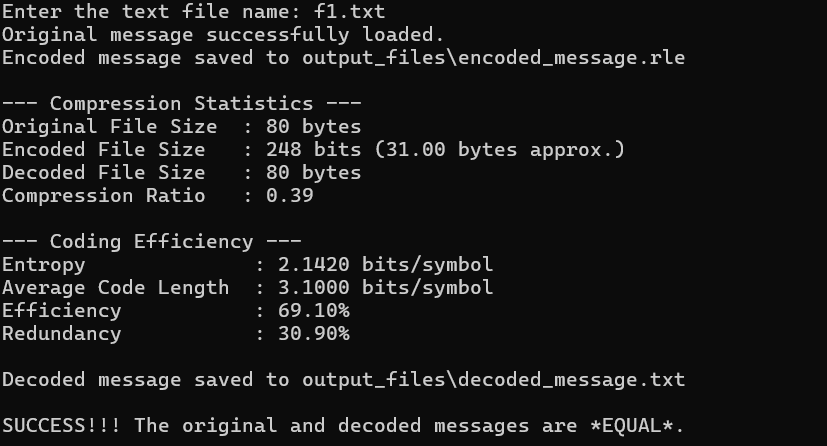 Enter the text file name: f1.txt
Original message successfully loaded.
Encoded message saved to output_files\encoded_message.rle
--- Compression Statistics ---
Original File Size  : 80 bytes
Encoded File Size   : 248 bits (31.00 bytes approx.)
Decoded File Size   : 80 bytes
Compression Ratio   : 0.39
--- Coding Efficiency ---
Entropy              : 2.1420 bits/symbol
Average Code Length  : 3.1000 bits/symbol
Efficiency           : 69.10%
Redundancy           : 30.90%
Decoded message saved to output_files\decoded_message.txt
SUCCESS!!! The original and decoded messages are *EQUAL*.